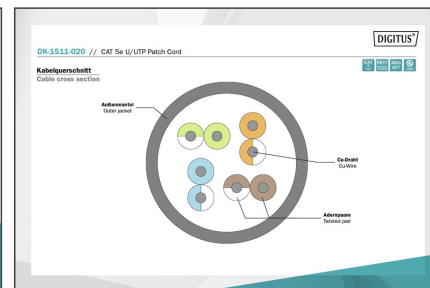 DIGITUS®
DK-1511-020 // CAT 5e U/UTP Patch Cord
Kabelquerschnitt
Cable cross section
Außenmantel
Outer jacket
Cu-Draht
Cu-Wire
Adernpaare
Twisted pair